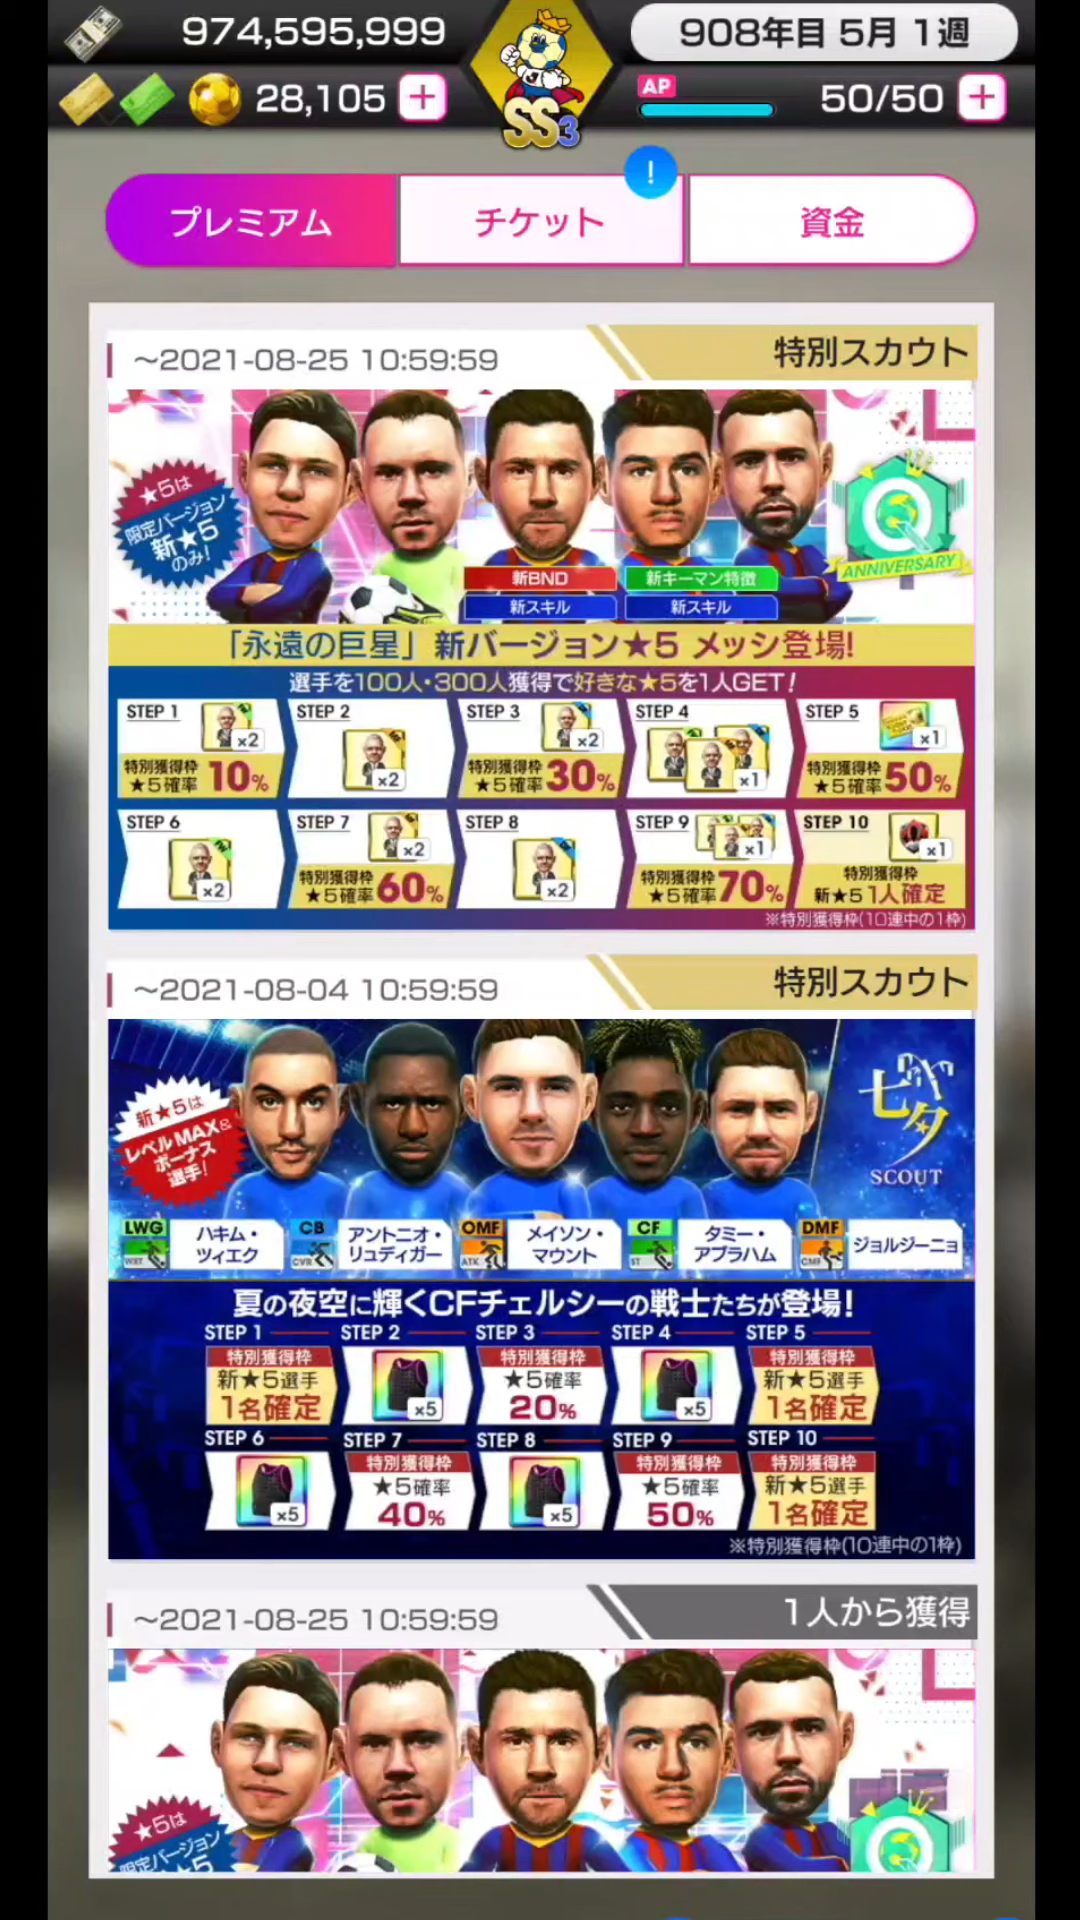 974,595,999
908年目 5月 1週
28,105
SS3
AP
50/50
プレミアム
チケット
!
資金
～2021-08-25 10:59:59
特別スカウト
★5は
限定バージョン
新★5
のみ!
ANNIVERSARY
新BND
新キーマン特徴
新スキル
新スキル
「永遠の巨星」新バージョン★5 メッシ登場!
選手を100人・300人獲得で好きな★5を1人GET!
STEP 1
x2
特別獲得枠
★5確率 10%
STEP 2
x2
STEP 3
x2
特別獲得枠
★5確率 30%
STEP 4
x1
STEP 5
x1
特別獲得枠
★5確率 50%
STEP 6
x2
STEP 7
x2
特別獲得枠
★5確率 60%
STEP 8
x2
STEP 9
x1
特別獲得枠
★5確率 70%
STEP 10
x1
特別獲得枠
新★5 1人確定
※特別獲得枠(10連中の1枠)
～2021-08-04 10:59:59
特別スカウト
新★5は
レベルMAX&
ボーナス
選手!
七夕
SCOUT
LWG
ハキム・
ツィエク
CB
CVR
アントニオ・
リュディガー
OMF
ATK
メイソン・
マウント
CF
ST
タミー・
アブラハム
DMF
ジョルジーニョ
夏の夜空に輝くCFチェルシーの戦士たちが登場!
STEP 1
特別獲得枠
新★5選手
1名確定
STEP 2
x5
STEP 3
特別獲得枠
★5確率
20%
STEP 4
x5
STEP 5
特別獲得枠
新★5選手
1名確定
STEP 6
x5
STEP 7
特別獲得枠
★5確率
40%
STEP 8
x5
STEP 9
特別獲得枠
★5確率
50%
STEP 10
特別獲得枠
新★5選手
1名確定
※特別獲得枠(10連中の1枠)
～2021-08-25 10:59:59
1人から獲得
★5は
限定バージョン